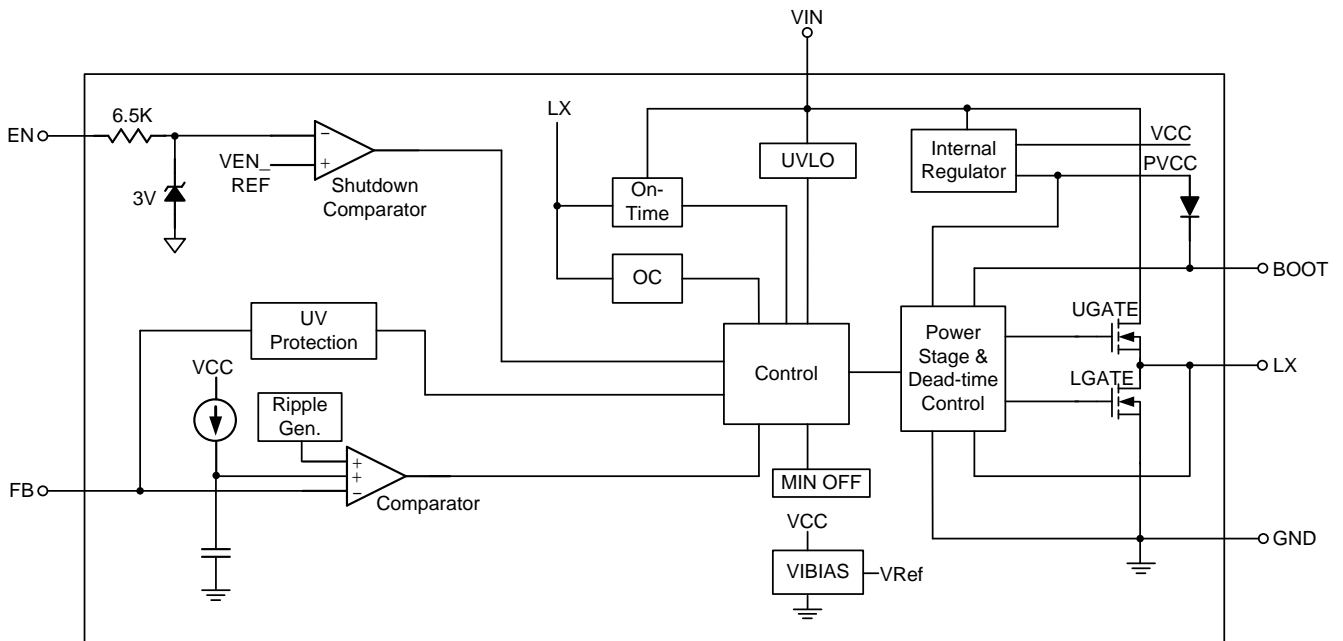 VIN
EN
6.5K
3V
−
+
VEN_
REF
Shutdown
Comparator
LX
On-
Time
OC
UVLO
Internal
Regulator
VCC
PVCC
BOOT
UV
Protection
Control
Power
Stage &
Dead-time
Control
UGATE
LGATE
LX
VCC
Ripple
Gen.
+
+
−
Comparator
FB
MIN OFF
VCC
VIBIAS
VRef
GND